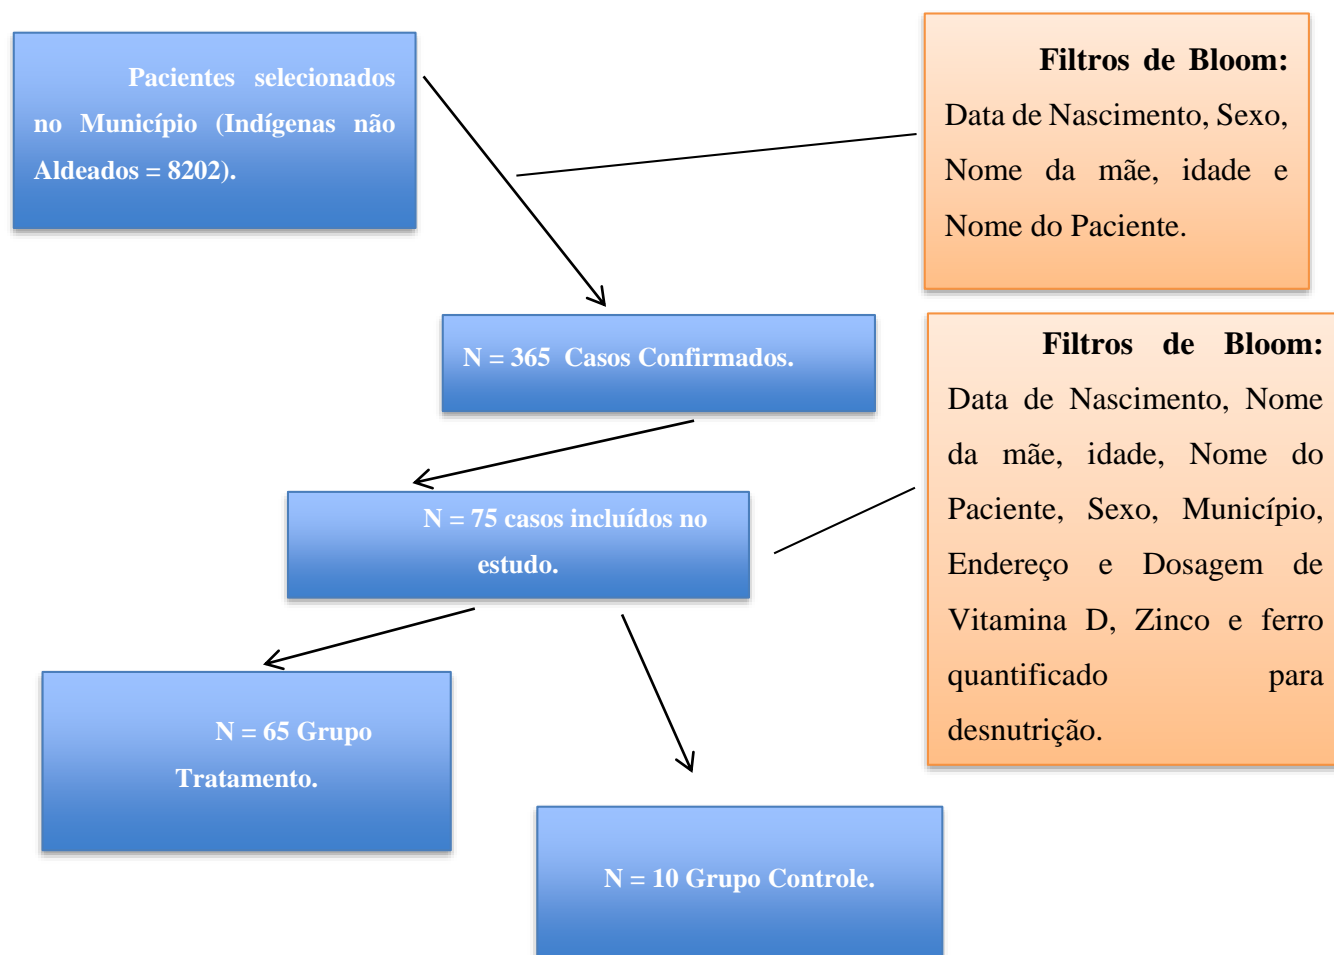 Pacientes selecionados
no Município (Indígenas não
Aldeados = 8202).
Filtros de Bloom:
Data de Nascimento, Sexo,
Nome da mãe, idade e
Nome do Paciente.
N = 365 Casos Confirmados.
Filtros de Bloom:
Data de Nascimento, Nome
da mãe, idade, Nome do
Paciente, Sexo, Município,
Endereço e Dosagem de
Vitamina D, Zinco e ferro
quantificado para
desnutrição.
N = 75 casos incluídos no
estudo.
N = 65 Grupo
Tratamento.
N = 10 Grupo Controle.